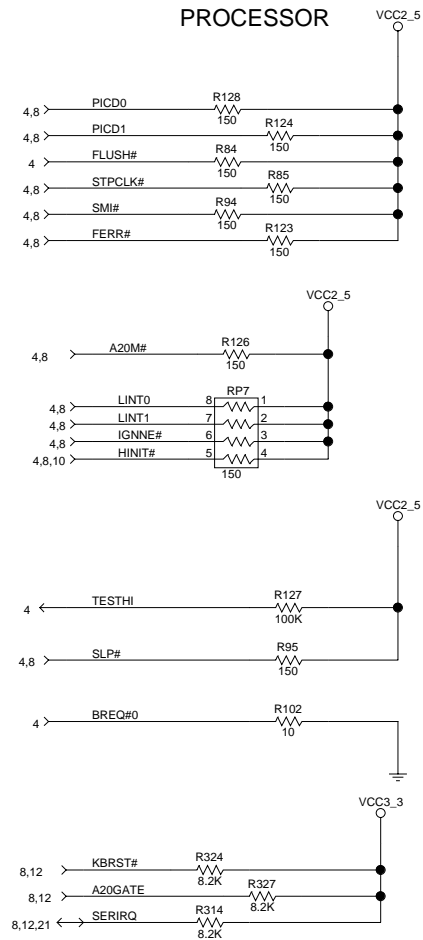 PROCESSOR
VCC2_5
4,8 PICD0 R128 150
4,8 PICD1 R124 150
4 FLUSH# R84 150
4,8 STPCLK# R85 150
4,8 SMI# R94 150
4,8 FERR# R123 150
VCC2_5
4,8 A20M# R126 150
RP7
4,8 LINT0 8 1
4,8 LINT1 7 2
4,8 IGNNE# 6 3
4,8,10 HINIT# 5 4
150
VCC2_5
4 TESTHI R127 100K
4,8 SLP# R95 150
4 BREQ#0 R102 10
VCC3_3
8,12 KBRST# R324 8.2K
8,12 A20GATE R327 8.2K
8,12,21 SERIRQ R314 8.2K